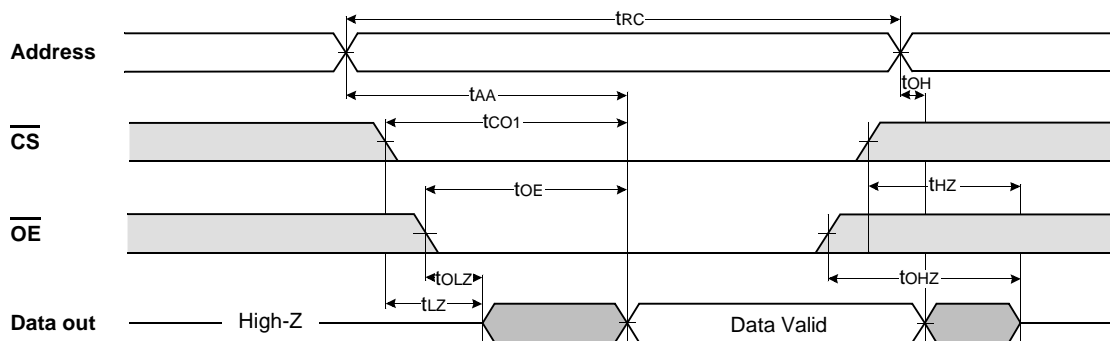 tRC
Address
tOH
tAA
tCO1
CS
tHZ
tOE
OE
tOLZ
tOHZ
tLZ
Data out
High-Z
Data Valid